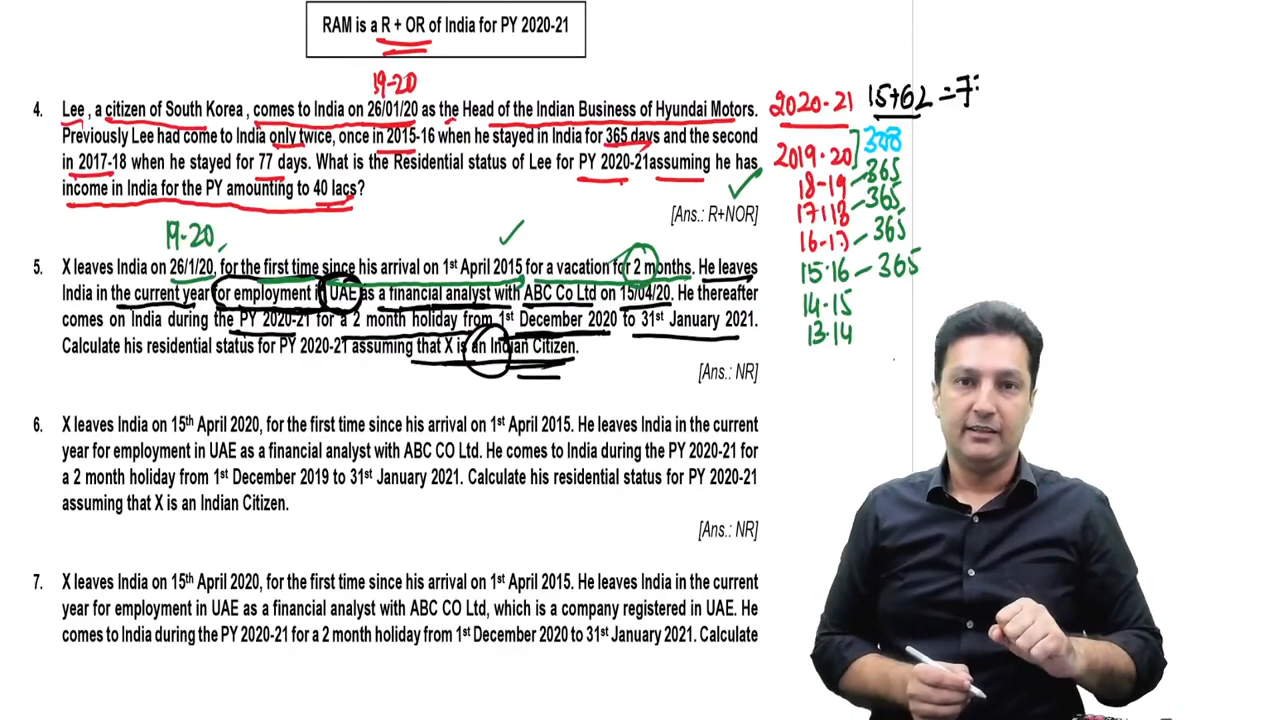 RAM is a R + OR of India for PY 2020-21
19-20
4. Lee , a citizen of South Korea , comes to India on 26/01/20 as the Head of the Indian Business of Hyundai Motors.
Previously Lee had come to India only twice, once in 2015-16 when he stayed in India for 365 days and the second
in 2017-18 when he stayed for 77 days. What is the Residential status of Lee for PY 2020-21assuming he has
income in India for the PY amounting to 40 lacs?
[Ans.: R+NOR]
19-20
5. X leaves India on 26/1/20, for the first time since his arrival on 1st April 2015 for a vacation for 2 months. He leaves
India in the current year for employment in UAE as a financial analyst with ABC Co Ltd on 15/04/20. He thereafter
comes on India during the PY 2020-21 for a 2 month holiday from 1st December 2020 to 31st January 2021.
Calculate his residential status for PY 2020-21 assuming that X is an Indian Citizen.
[Ans.: NR]
6. X leaves India on 15th April 2020, for the first time since his arrival on 1st April 2015. He leaves India in the current
year for employment in UAE as a financial analyst with ABC CO Ltd. He comes to India during the PY 2020-21 for
a 2 month holiday from 1st December 2019 to 31st January 2021. Calculate his residential status for PY 2020-21
assuming that X is an Indian Citizen.
[Ans.: NR]
7. X leaves India on 15th April 2020, for the first time since his arrival on 1st April 2015. He leaves India in the current
year for employment in UAE as a financial analyst with ABC CO Ltd, which is a company registered in UAE. He
comes to India during the PY 2020-21 for a 2 month holiday from 1st December 2020 to 31st January 2021. Calculate
2020-21 15+62 =7
2019-20
18-19 365
17-18 365
365
15-16 - 365
14-15
13-14